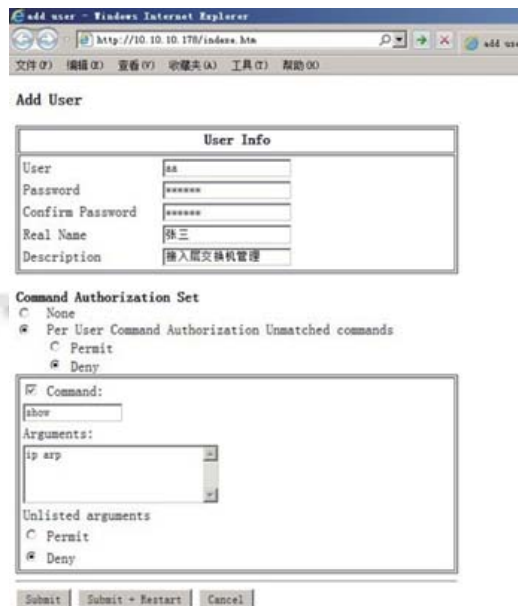 add user - Windows Internet Explorer
http://10.10.10.178/indexe.htm
add use
文件(F) 编辑(E) 查看(V) 收藏夹(A) 工具(T) 帮助(H)
Add User
User Info
User aa
Password ******
Confirm Password ******
Real Name 张三
Description 接入层交换机管理
Command Authorization Set
None
Per User Command Authorization Unmatched commands
Permit
Deny
Command:
show
Arguments:
ip arp
Unlisted arguments
Permit
Deny
Submit Submit + Restart Cancel